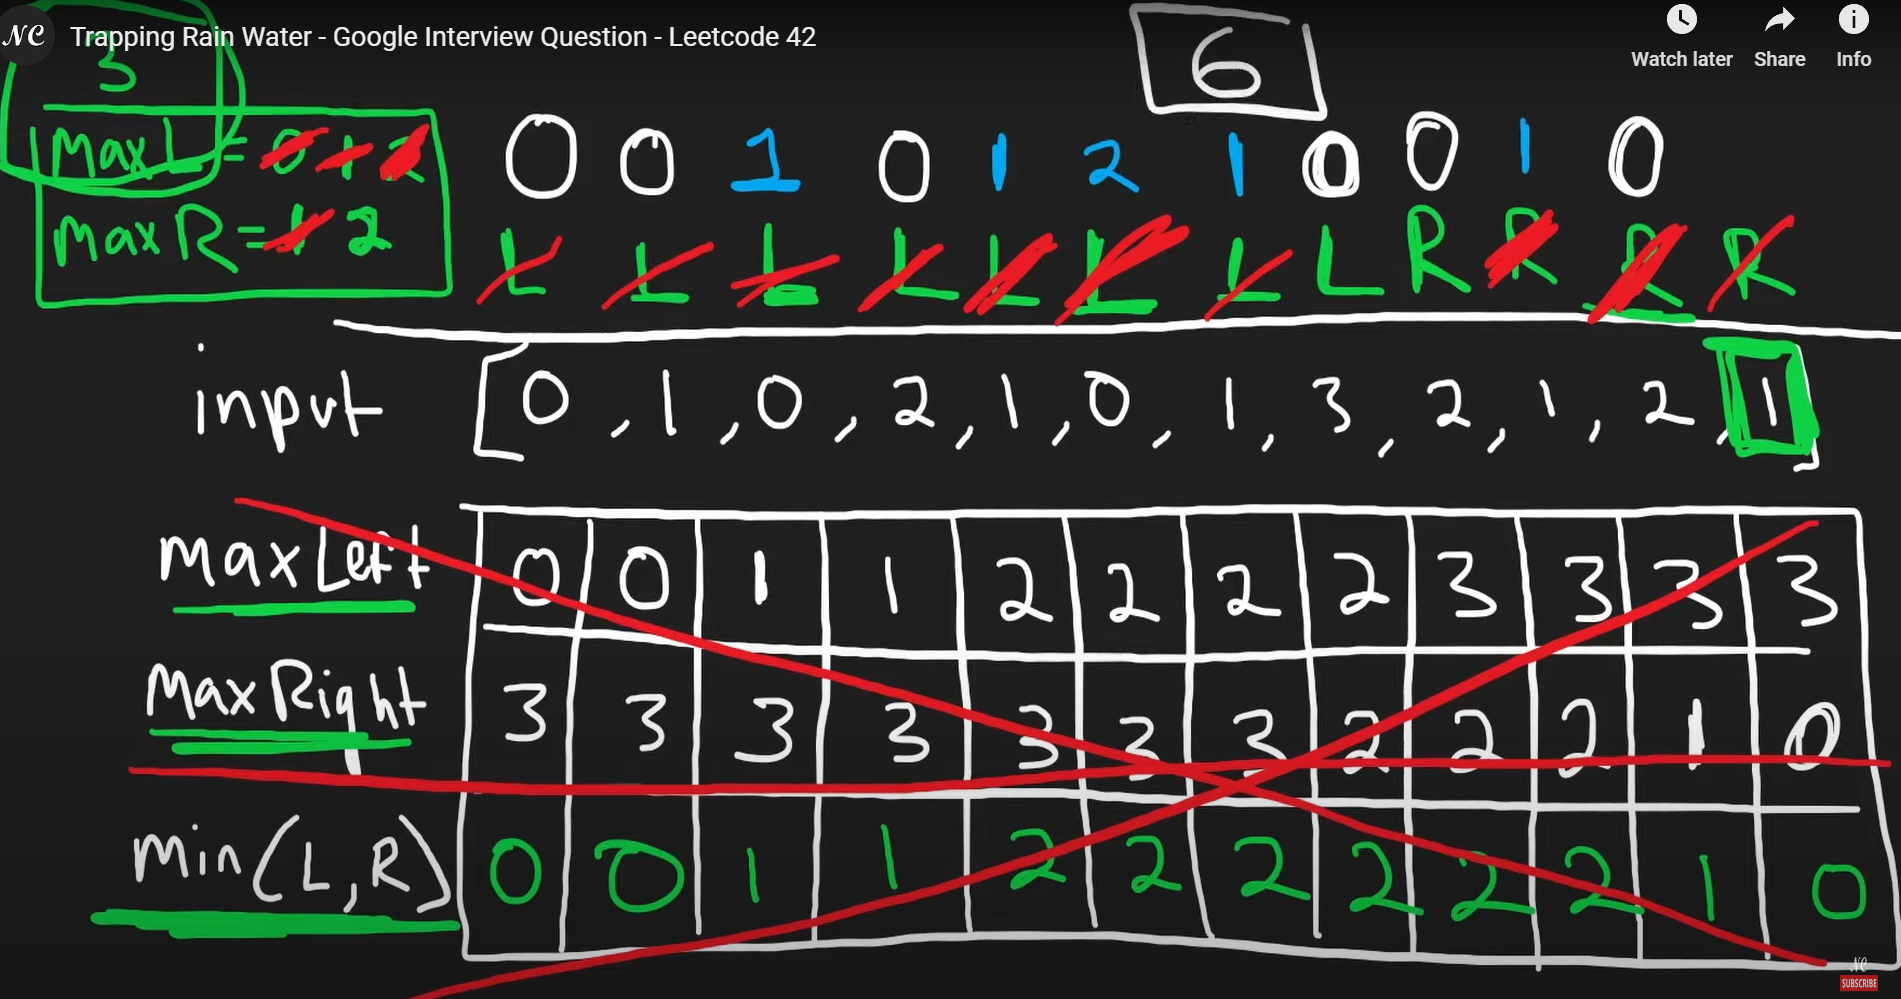 NC Trapping Rain Water - Google Interview Question - Leetcode 42
Watch later Share Info
3
6
maxL = 0 1 2
maxR = 1 2
0 0 1 0 1 2 1 0 0 1 0
L L L L L L L L R R R R
input [0, 1, 0, 2, 1, 0, 1, 3, 2, 1, 2, 1]
maxLeft 0 0 1 1 2 2 2 2 3 3 3 3
MaxRight 3 3 3 3 3 3 3 2 2 2 1 0
Min(L,R) 0 0 1 1 2 2 2 2 2 2 1 0
NC
SUBSCRIBE